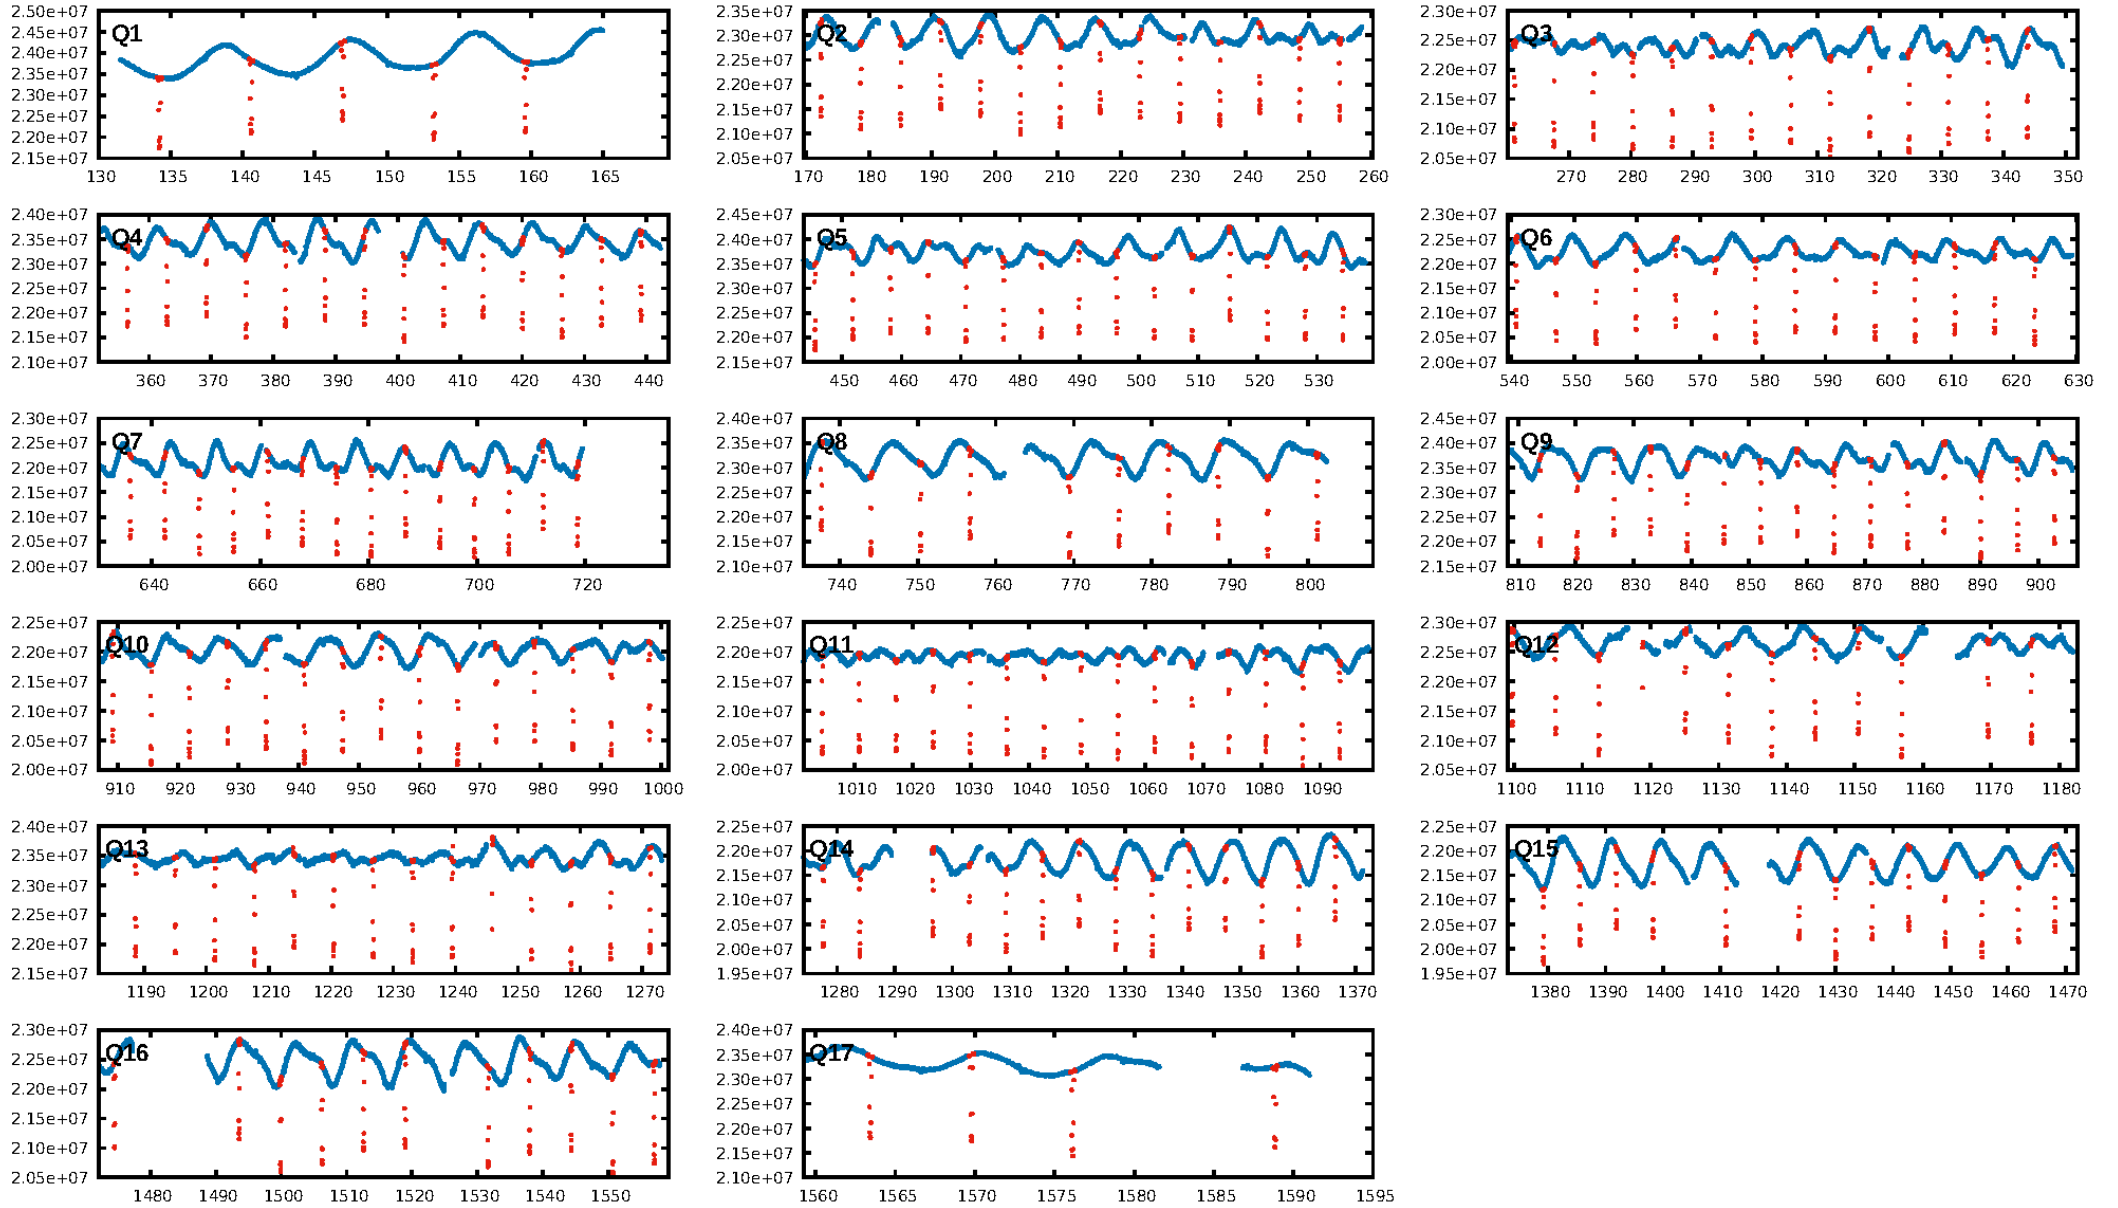 2.50e+07 2.45e+07 2.40e+07 2.35e+07 2.30e+07 2.25e+07 2.20e+07 2.15e+07
Q1
130 135 140 145 150 155 160 165
2.35e+07 2.30e+07 2.25e+07 2.20e+07 2.15e+07 2.10e+07 2.05e+07
Q2
170 180 190 200 210 220 230 240 250 260
2.30e+07 2.25e+07 2.20e+07 2.15e+07 2.10e+07 2.05e+07
Q3
270 280 290 300 310 320 330 340 350
2.40e+07 2.35e+07 2.30e+07 2.25e+07 2.20e+07 2.15e+07 2.10e+07
Q4
360 370 380 390 400 410 420 430 440
2.45e+07 2.40e+07 2.35e+07 2.30e+07 2.25e+07 2.20e+07 2.15e+07
Q5
450 460 470 480 490 500 510 520 530
2.30e+07 2.25e+07 2.20e+07 2.15e+07 2.10e+07 2.05e+07 2.00e+07
Q6
540 550 560 570 580 590 600 610 620 630
2.30e+07 2.25e+07 2.20e+07 2.15e+07 2.10e+07 2.05e+07 2.00e+07
Q7
640 660 680 700 720
2.40e+07 2.35e+07 2.30e+07 2.25e+07 2.20e+07 2.15e+07 2.10e+07
Q8
740 750 760 770 780 790 800
2.45e+07 2.40e+07 2.35e+07 2.30e+07 2.25e+07 2.20e+07 2.15e+07
Q9
810 820 830 840 850 860 870 880 890 900
2.25e+07 2.20e+07 2.15e+07 2.10e+07 2.05e+07 2.00e+07
Q10
910 920 930 940 950 960 970 980 990 1000
2.25e+07 2.20e+07 2.15e+07 2.10e+07 2.05e+07 2.00e+07
Q11
1010 1020 1030 1040 1050 1060 1070 1080 1090
2.30e+07 2.25e+07 2.20e+07 2.15e+07 2.10e+07 2.05e+07
Q12
1100 1110 1120 1130 1140 1150 1160 1170 1180
2.40e+07 2.35e+07 2.30e+07 2.25e+07 2.20e+07 2.15e+07
Q13
1190 1200 1210 1220 1230 1240 1250 1260 1270
2.25e+07 2.20e+07 2.15e+07 2.10e+07 2.05e+07 2.00e+07 1.95e+07
Q14
1280 1290 1300 1310 1320 1330 1340 1350 1360 1370
2.25e+07 2.20e+07 2.15e+07 2.10e+07 2.05e+07 2.00e+07 1.95e+07
Q15
1380 1390 1400 1410 1420 1430 1440 1450 1460 1470
2.30e+07 2.25e+07 2.20e+07 2.15e+07 2.10e+07 2.05e+07
Q16
1480 1490 1500 1510 1520 1530 1540 1550
2.40e+07 2.35e+07 2.30e+07 2.25e+07 2.20e+07 2.15e+07 2.10e+07
Q17
1560 1565 1570 1575 1580 1585 1590 1595